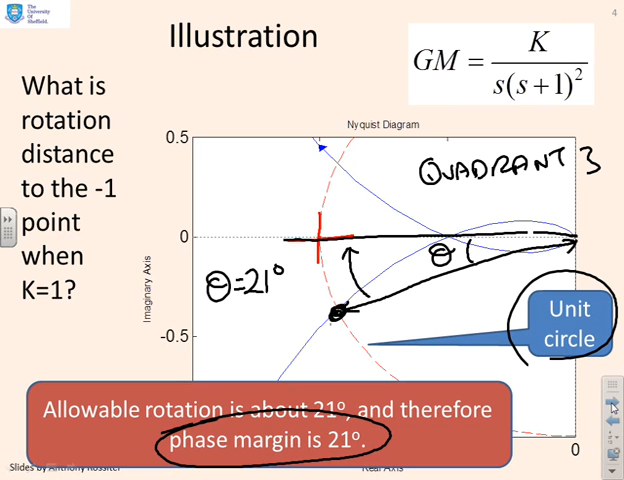 The
University
Of
Sheffield.
4
Illustration
GM = K / s(s+1)²
What is
rotation
distance
to the -1
point
when
K=1?
Nyquist Diagram
0.5
QUADRANT 3
0
θ
θ=21°
Imaginary Axis
-0.5
Unit
circle
Allowable rotation is about 21°, and therefore
phase margin is 21°.
0
Slides by Anthony Rossiter
Real Axis